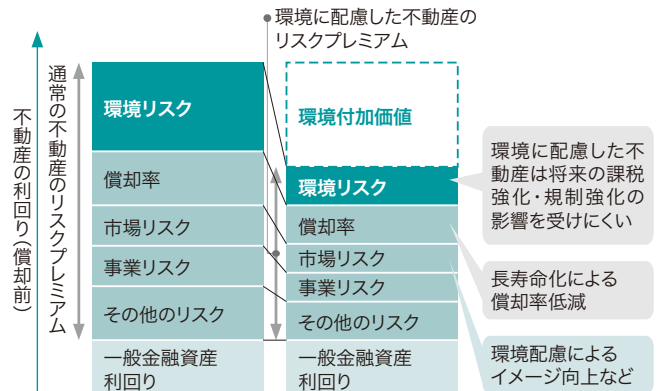 環境に配慮した不動産の
リスクプレミアム
不動産の利回り(償却前)
通常の不動産のリスクプレミアム
環境リスク
償却率
市場リスク
事業リスク
その他のリスク
一般金融資産
利回り
環境付加価値
環境リスク
償却率
市場リスク
事業リスク
その他のリスク
一般金融資産
利回り
環境に配慮した不
動産は将来の課税
強化・規制強化の
影響を受けにくい
長寿命化による
償却率低減
環境配慮による
イメージ向上など